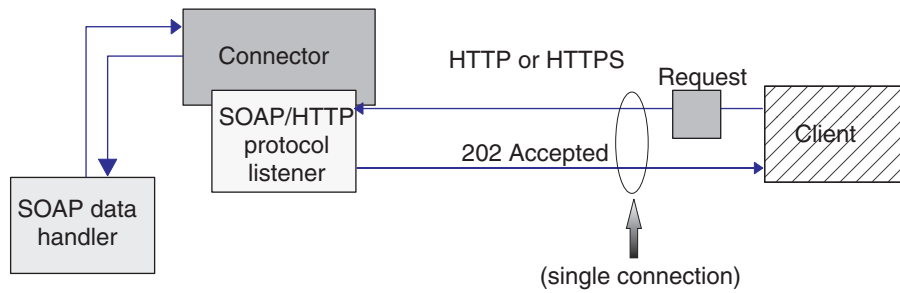 Connector
HTTP or HTTPS
Request
SOAP/HTTP
protocol
listener
Client
202 Accepted
SOAP data
handler
(single connection)